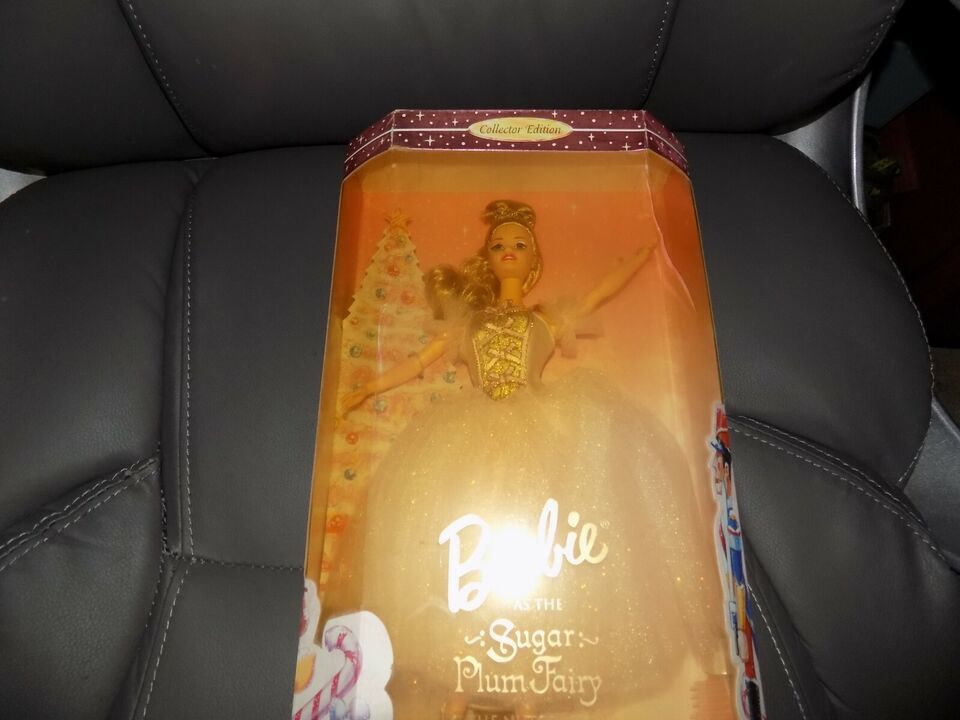 Collector Edition
Barbie®
AS THE
Sugar
Plum Fairy